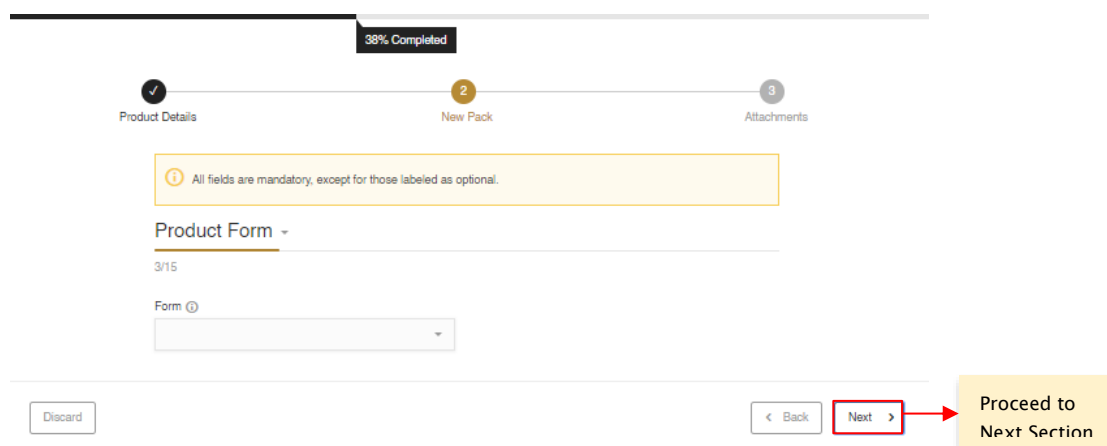 38% Completed
✓ 2 3
Product Details New Pack Attachments
All fields are mandatory, except for those labeled as optional.
Product Form
3/15
Form
Discard
Back
Next
Proceed to
Next Section